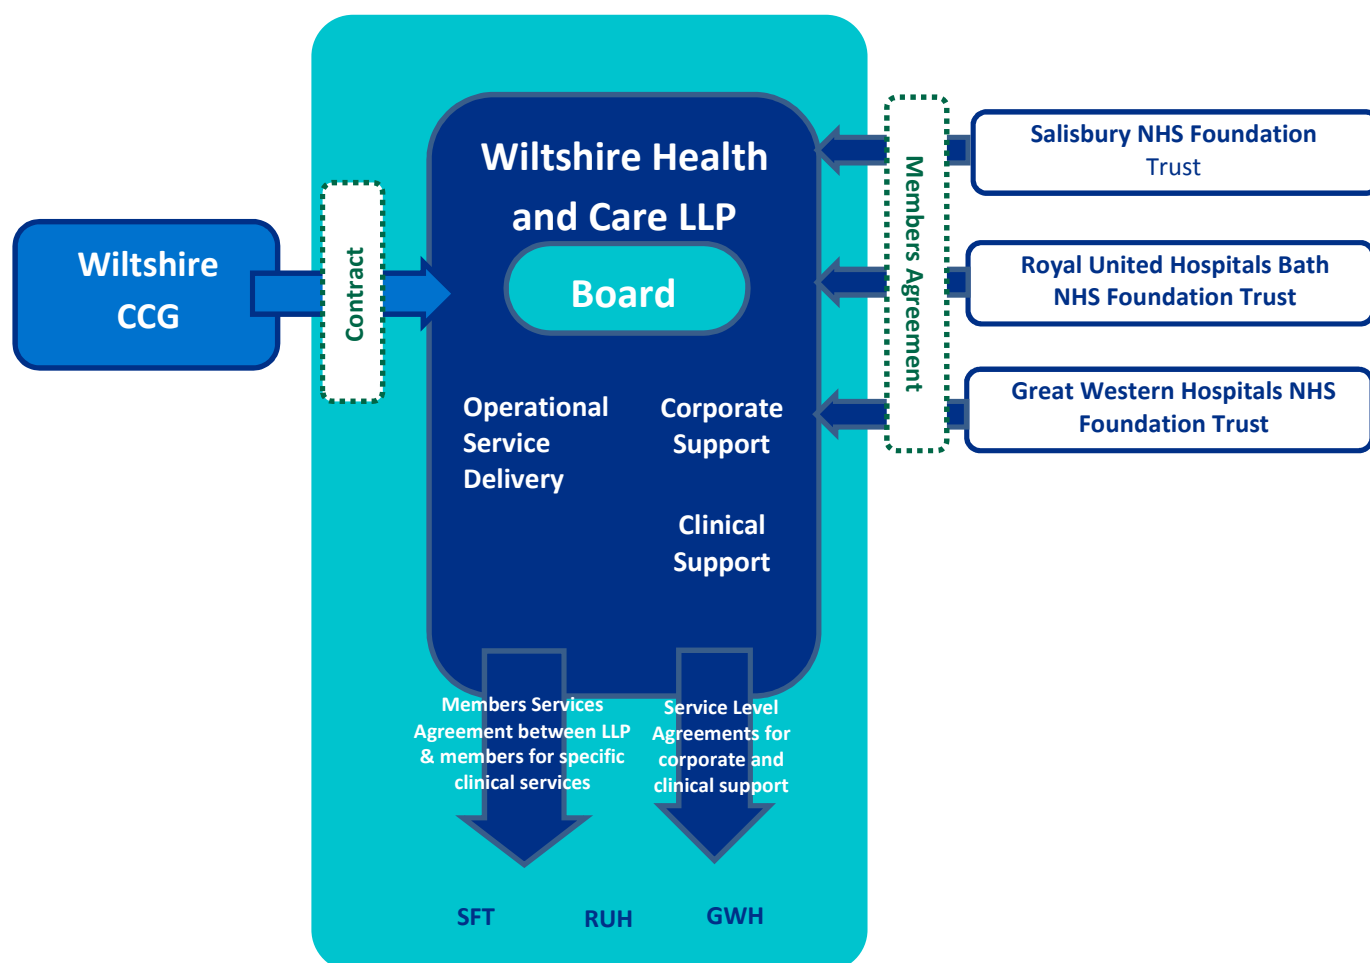 Wiltshire
CCG
Contract
Wiltshire Health
and Care LLP
Board
Operational
Service
Delivery
Corporate
Support
Clinical
Support
Members Agreement
Salisbury NHS Foundation
Trust
Royal United Hospitals Bath
NHS Foundation Trust
Great Western Hospitals NHS
Foundation Trust
Members Services
Agreement between LLP
& members for specific
clinical services
Service Level
Agreements for
corporate and
clinical support
SFT
RUH
GWH